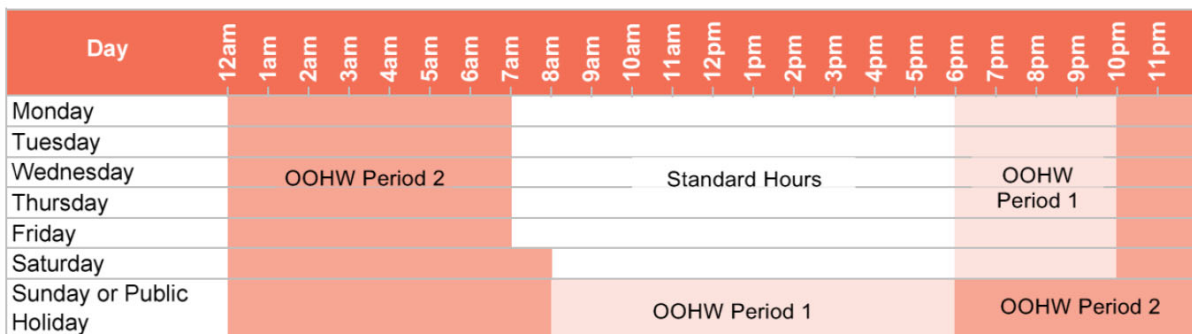 Day 12am 1am 2am 3am 4am 5am 6am 7am 8am 9am 10am 11am 12pm 1pm 2pm 3pm 4pm 5pm 6pm 7pm 8pm 9pm 10pm 11pm
Monday
Tuesday
Wednesday OOHW Period 2 Standard Hours OOHW
Thursday Period 1
Friday
Saturday
Sunday or Public
Holiday OOHW Period 1 OOHW Period 2